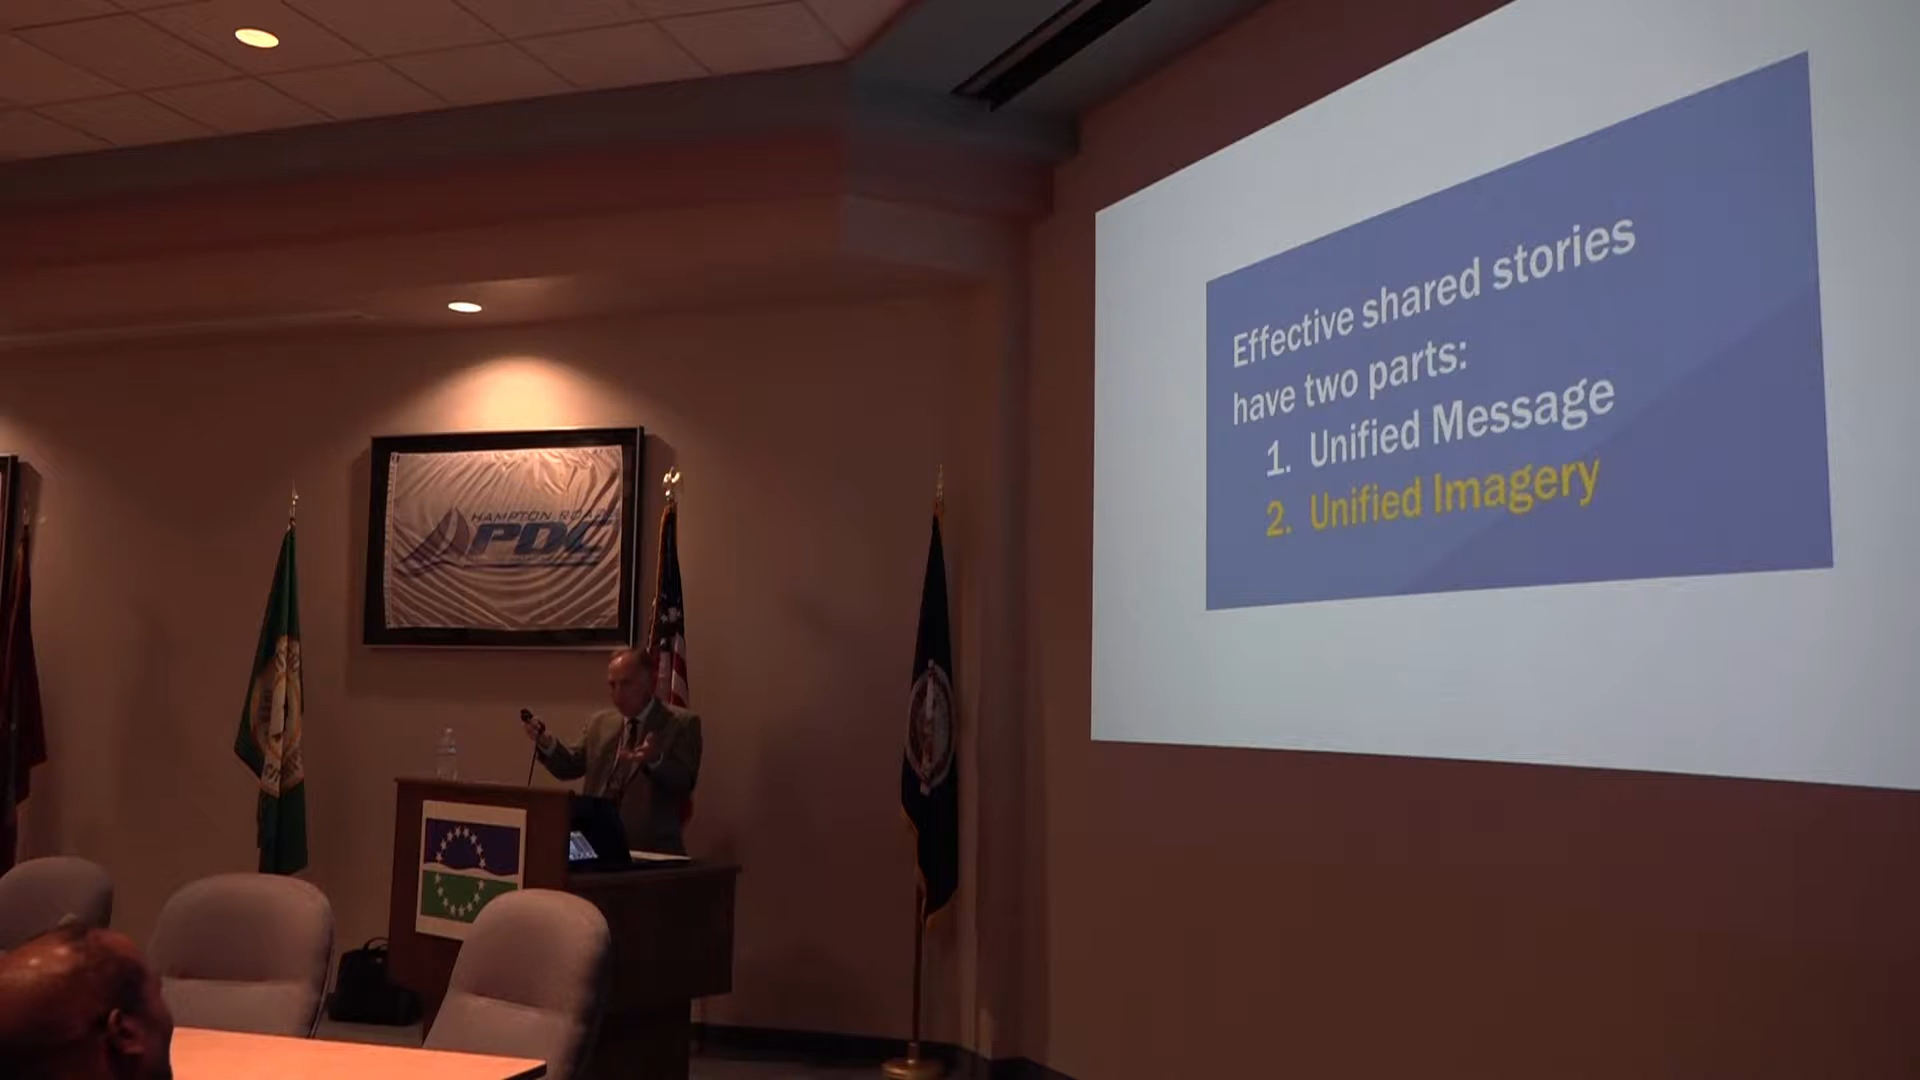 Effective shared stories
have two parts:
1. Unified Message
2. Unified Imagery
HAMPTON ROADS
PDC